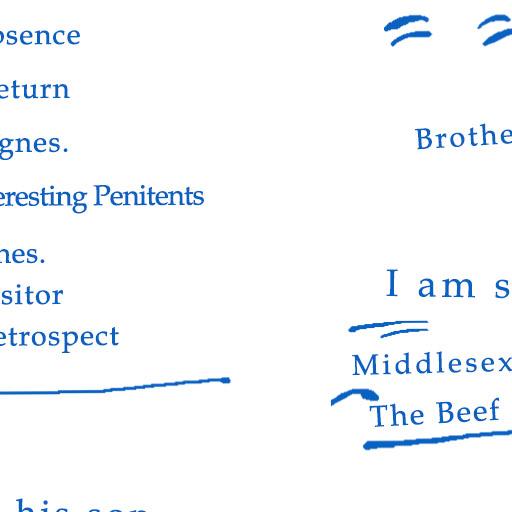 bsence
eturn
gnes.
eresting Penitents
nes.
sitor
etrospect
his son
Brothe
I am s
Middlesex
The Beef